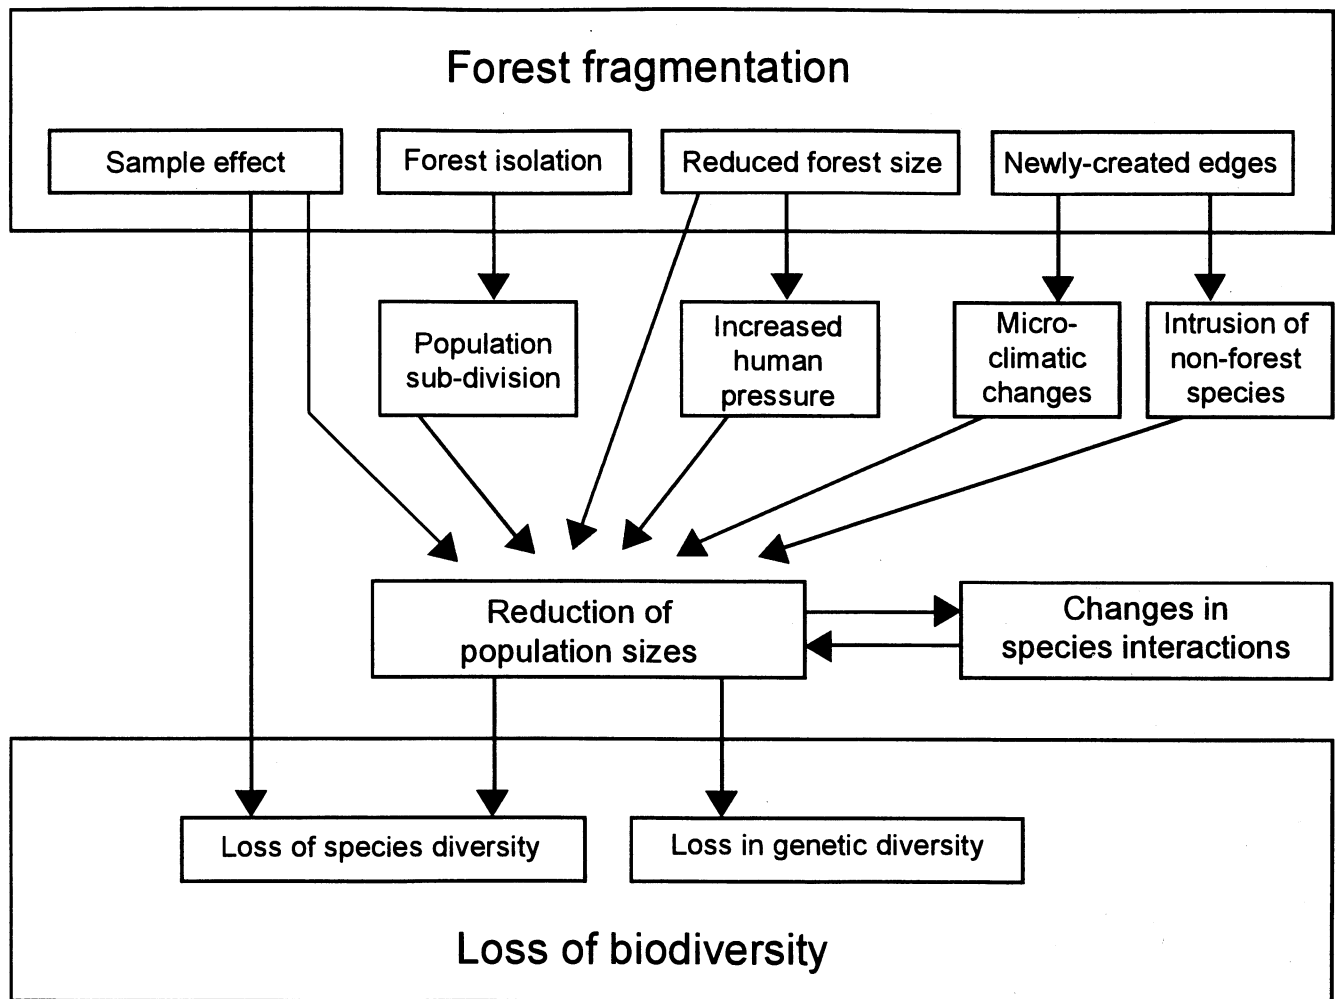 Forest fragmentation
Sample effect
Forest isolation
Reduced forest size
Newly-created edges
Population
sub-division
Increased
human
pressure
Micro-
climatic
changes
Intrusion of
non-forest
species
Reduction of
population sizes
Changes in
species interactions
Loss of species diversity
Loss in genetic diversity
Loss of biodiversity